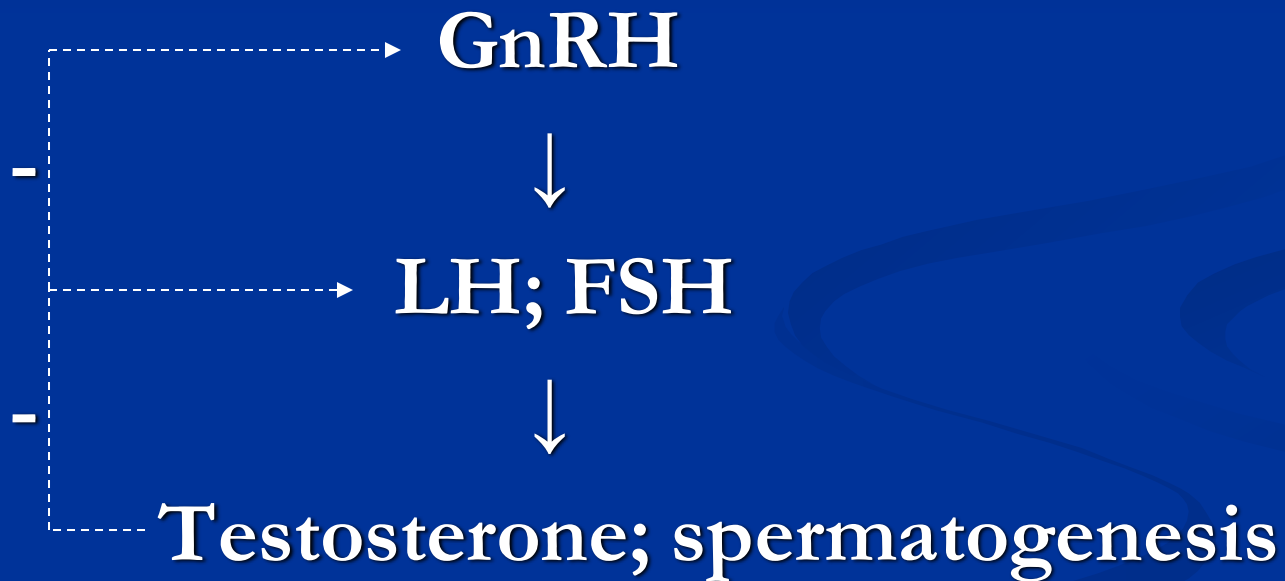 GnRH
↓
-
LH; FSH
↓
-
Testosterone; spermatogenesis